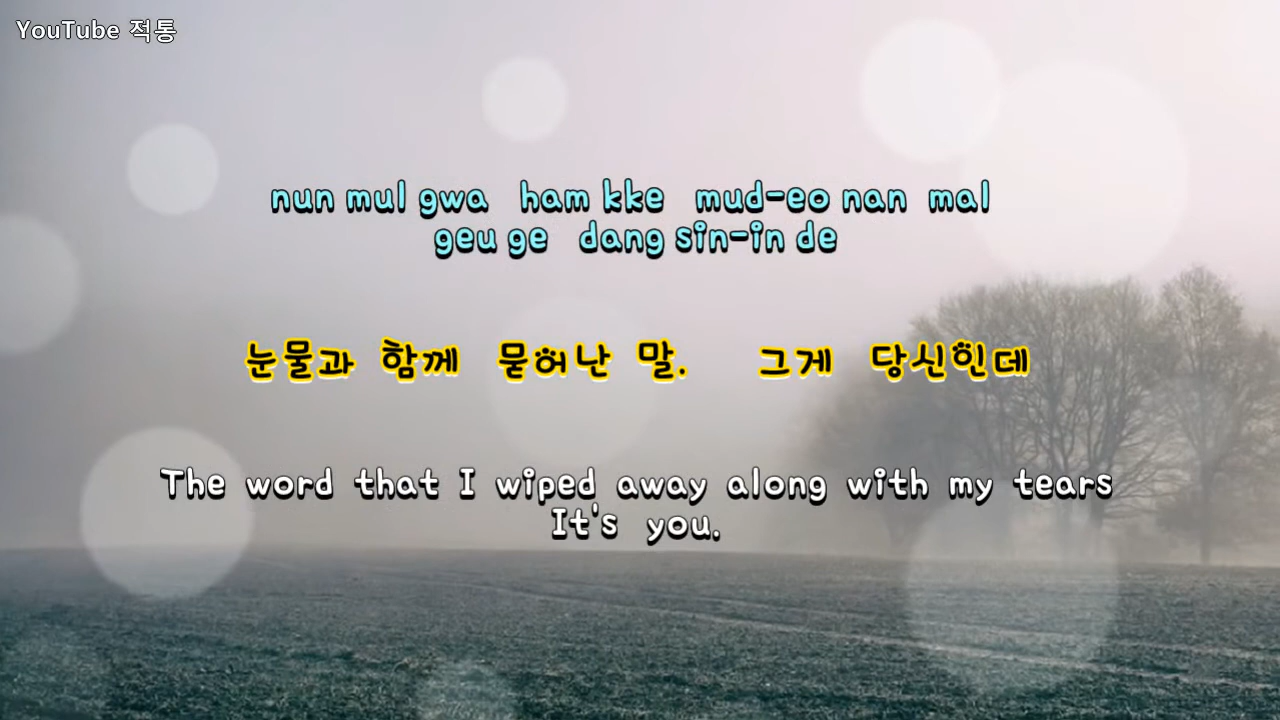 YouTube 적통
nun mul gwa ham kke mud-eo nan mal
geu ge dang sin-in de
눈물과 함께 묻어난 말. 그게 당신인데
The word that I wiped away along with my tears
It's you.